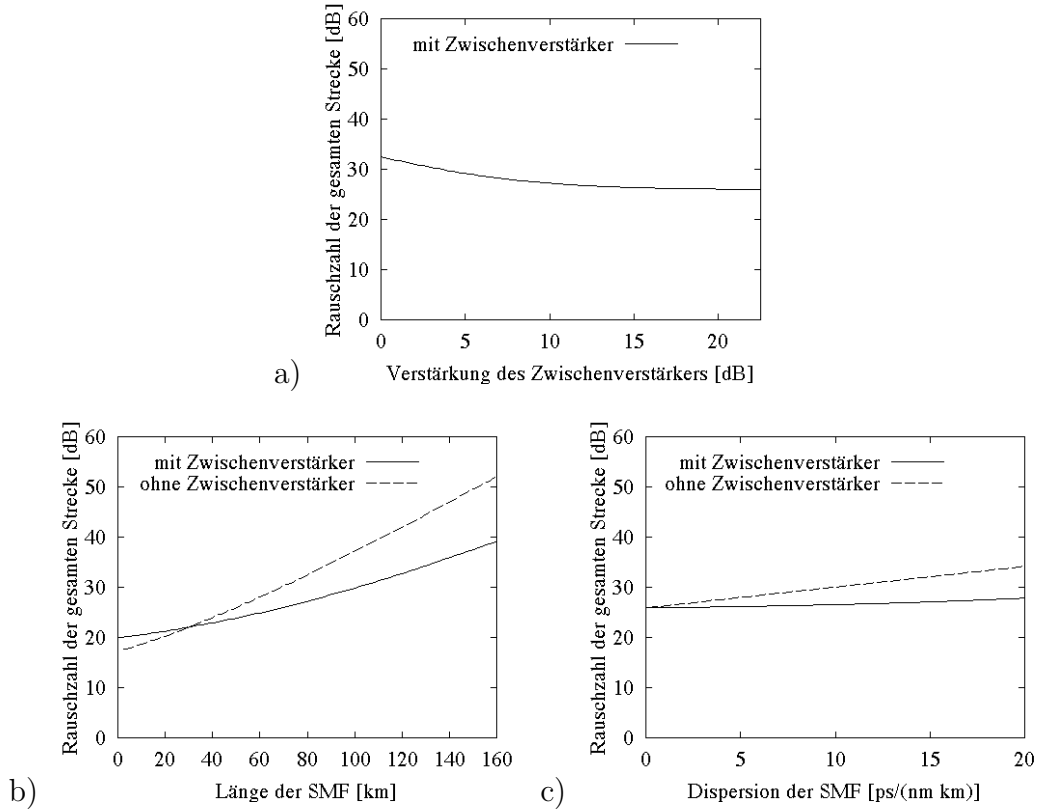 Rauschzahl der gesamten Strecke [dB]
60
50
40
30
20
10
0
mit Zwischenverstärker
0 5 10 15 20
Verstärkung des Zwischenverstärkers [dB]
a)
Rauschzahl der gesamten Strecke [dB]
60
50
40
30
20
10
0
mit Zwischenverstärker
ohne Zwischenverstärker
0 20 40 60 80 100 120 140 160
Länge der SMF [km]
b)
Rauschzahl der gesamten Strecke [dB]
60
50
40
30
20
10
0
mit Zwischenverstärker
ohne Zwischenverstärker
0 5 10 15 20
Dispersion der SMF [ps/(nm km)]
c)